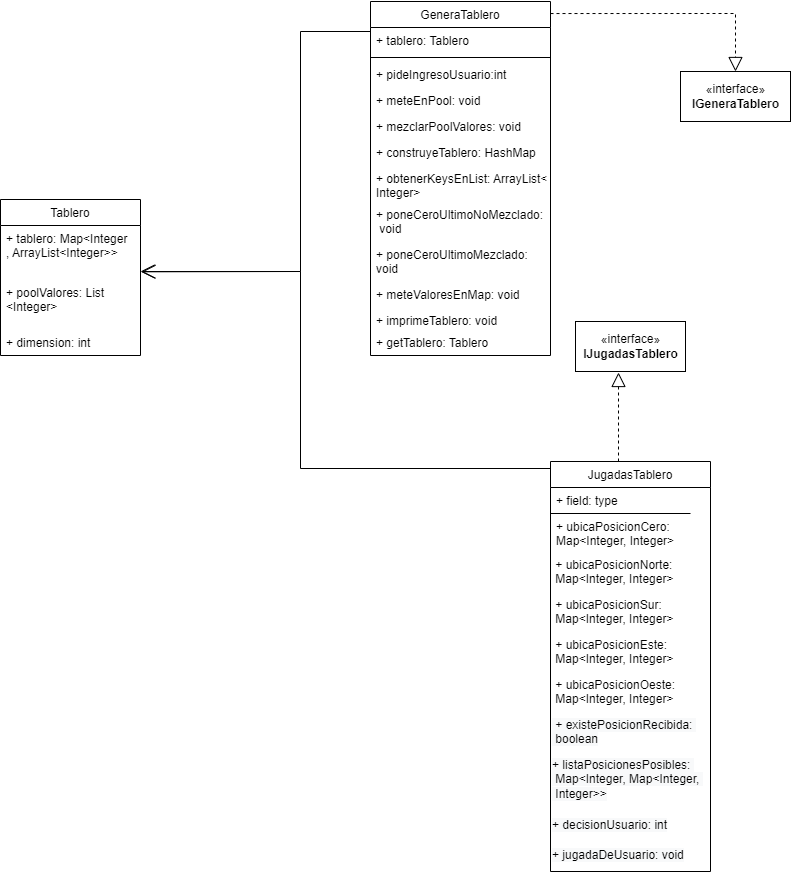 GeneraTablero
+ tablero: Tablero
+ pideIngresoUsuario:int
+ meteEnPool: void
+ mezclarPoolValores: void
+ construyeTablero: HashMap
+ obtenerKeysEnList: ArrayList<
Integer>
+ poneCeroUltimoNoMezclado:
void
+ poneCeroUltimoMezclado:
void
+ meteValoresEnMap: void
+ imprimeTablero: void
+ getTablero: Tablero
«interface»
IGeneraTablero
Tablero
+ tablero: Map<Integer
, ArrayList<Integer>>
+ poolValores: List
<Integer>
+ dimension: int
«interface»
IJugadasTablero
JugadasTablero
+ field: type
+ ubicaPosicionCero:
Map<Integer, Integer>
+ ubicaPosicionNorte:
Map<Integer, Integer>
+ ubicaPosicionSur:
Map<Integer, Integer>
+ ubicaPosicionEste:
Map<Integer, Integer>
+ ubicaPosicionOeste:
Map<Integer, Integer>
+ existePosicionRecibida:
boolean
+ listaPosicionesPosibles:
Map<Integer, Map<Integer,
Integer>>
+ decisionUsuario: int
+ jugadaDeUsuario: void